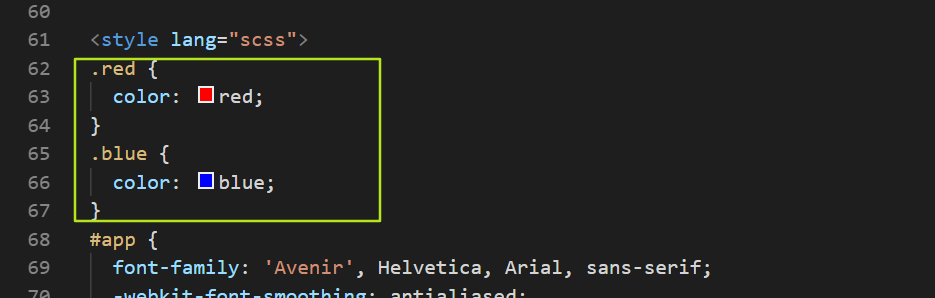 60
61 <style lang="scss">
62 .red {
63 color: red;
64 }
65 .blue {
66 color: blue;
67 }
68 #app {
69 font-family: 'Avenir', Helvetica, Arial, sans-serif;
70 -webkit-font-smoothing: antialiased;